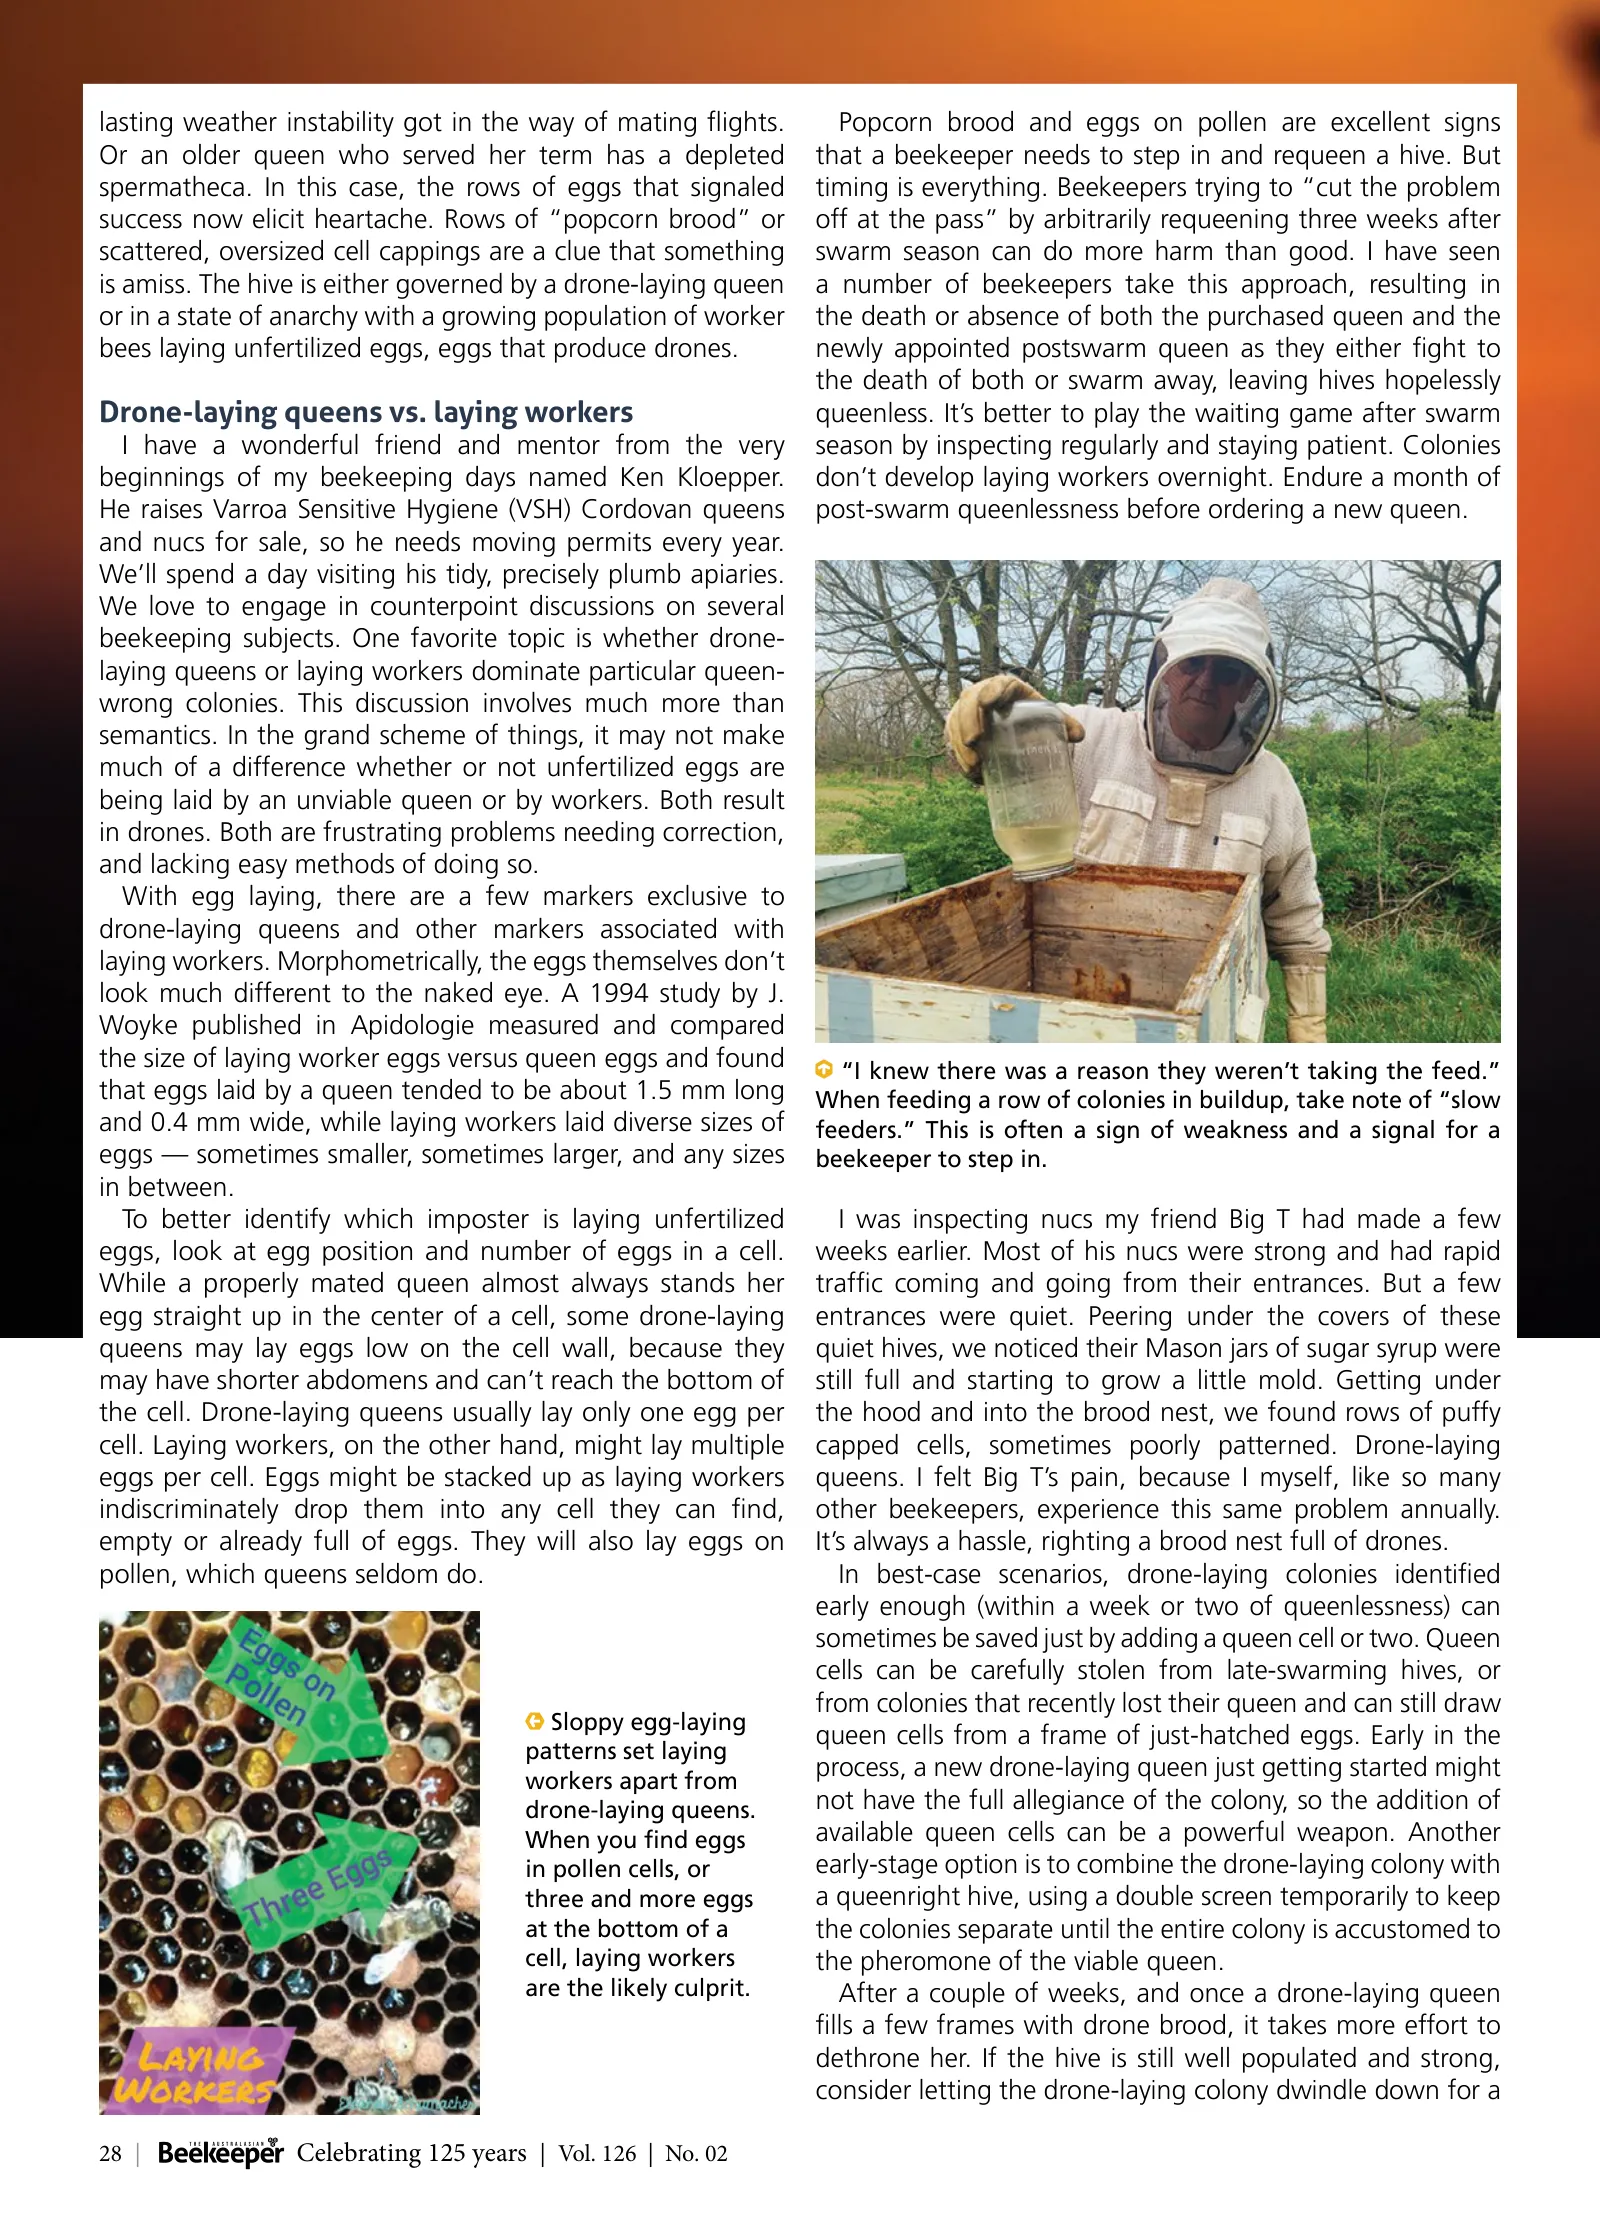 lasting weather instability got in the way of mating flights.
Or an older queen who served her term has a depleted
spermatheca. In this case, the rows of eggs that signaled
success now elicit heartache. Rows of “popcorn brood” or
scattered, oversized cell cappings are a clue that something
is amiss. The hive is either governed by a drone-laying queen
or in a state of anarchy with a growing population of worker
bees laying unfertilized eggs, eggs that produce drones.
Drone-laying queens vs. laying workers
I have a wonderful friend and mentor from the very
beginnings of my beekeeping days named Ken Kloepper.
He raises Varroa Sensitive Hygiene (VSH) Cordovan queens
and nucs for sale, so he needs moving permits every year.
We’ll spend a day visiting his tidy, precisely plumb apiaries.
We love to engage in counterpoint discussions on several
beekeeping subjects. One favorite topic is whether drone-
laying queens or laying workers dominate particular queen-
wrong colonies. This discussion involves much more than
semantics. In the grand scheme of things, it may not make
much of a difference whether or not unfertilized eggs are
being laid by an unviable queen or by workers. Both result
in drones. Both are frustrating problems needing correction,
and lacking easy methods of doing so.
With egg laying, there are a few markers exclusive to
drone-laying queens and other markers associated with
laying workers. Morphometrically, the eggs themselves don’t
look much different to the naked eye. A 1994 study by J.
Woyke published in Apidologie measured and compared
the size of laying worker eggs versus queen eggs and found
that eggs laid by a queen tended to be about 1.5 mm long
and 0.4 mm wide, while laying workers laid diverse sizes of
eggs — sometimes smaller, sometimes larger, and any sizes
in between.
To better identify which imposter is laying unfertilized
eggs, look at egg position and number of eggs in a cell.
While a properly mated queen almost always stands her
egg straight up in the center of a cell, some drone-laying
queens may lay eggs low on the cell wall, because they
may have shorter abdomens and can’t reach the bottom of
the cell. Drone-laying queens usually lay only one egg per
cell. Laying workers, on the other hand, might lay multiple
eggs per cell. Eggs might be stacked up as laying workers
indiscriminately drop them into any cell they can find,
empty or already full of eggs. They will also lay eggs on
pollen, which queens seldom do.
Eggs on
Pollen
Three Eggs
LAYING
WORKERS
Sloppy egg-laying
patterns set laying
workers apart from
drone-laying queens.
When you find eggs
in pollen cells, or
three and more eggs
at the bottom of a
cell, laying workers
are the likely culprit.
Popcorn brood and eggs on pollen are excellent signs
that a beekeeper needs to step in and requeen a hive. But
timing is everything. Beekeepers trying to “cut the problem
off at the pass” by arbitrarily requeening three weeks after
swarm season can do more harm than good. I have seen
a number of beekeepers take this approach, resulting in
the death or absence of both the purchased queen and the
newly appointed postswarm queen as they either fight to
the death of both or swarm away, leaving hives hopelessly
queenless. It’s better to play the waiting game after swarm
season by inspecting regularly and staying patient. Colonies
don’t develop laying workers overnight. Endure a month of
post-swarm queenlessness before ordering a new queen.
“I knew there was a reason they weren’t taking the feed.”
When feeding a row of colonies in buildup, take note of “slow
feeders.” This is often a sign of weakness and a signal for a
beekeeper to step in.
I was inspecting nucs my friend Big T had made a few
weeks earlier. Most of his nucs were strong and had rapid
traffic coming and going from their entrances. But a few
entrances were quiet. Peering under the covers of these
quiet hives, we noticed their Mason jars of sugar syrup were
still full and starting to grow a little mold. Getting under
the hood and into the brood nest, we found rows of puffy
capped cells, sometimes poorly patterned. Drone-laying
queens. I felt Big T’s pain, because I myself, like so many
other beekeepers, experience this same problem annually.
It’s always a hassle, righting a brood nest full of drones.
In best-case scenarios, drone-laying colonies identified
early enough (within a week or two of queenlessness) can
sometimes be saved just by adding a queen cell or two. Queen
cells can be carefully stolen from late-swarming hives, or
from colonies that recently lost their queen and can still draw
queen cells from a frame of just-hatched eggs. Early in the
process, a new drone-laying queen just getting started might
not have the full allegiance of the colony, so the addition of
available queen cells can be a powerful weapon. Another
early-stage option is to combine the drone-laying colony with
a queenright hive, using a double screen temporarily to keep
the colonies separate until the entire colony is accustomed to
the pheromone of the viable queen.
After a couple of weeks, and once a drone-laying queen
fills a few frames with drone brood, it takes more effort to
dethrone her. If the hive is still well populated and strong,
consider letting the drone-laying colony dwindle down for a
28 | THE AUSTRALASIAN Beekeeper Celebrating 125 years | Vol. 126 | No. 02